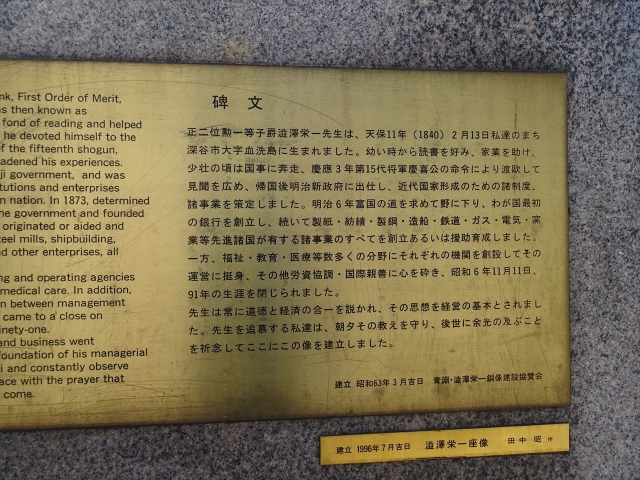 nk, First Order of Merit,
as then known as
fond of reading and helped
he devoted himself to the
of the fifteenth shogun,
adened his experiences.
ji government, and was
tutions and enterprises
n nation. In 1873, determined
he government and founded
originated or aided and
teel mills, shipbuilding,
nd other enterprises, all
ng and operating agencies
medical care. In addition,
n between management
came to a close on
inety-one.
and business went
foundation of his managerial
i and constantly observe
ace with the prayer that
come.
碑文
正二位勲一等子爵澁澤栄一先生は、天保11年(1840)2月13日私達のまち
深谷市大字血洗島に生まれました。幼い時から読書を好み、家業を助け、
少壮の頃は国事に奔走、慶應3年第15代将軍慶喜公の命令により渡欧して
見聞を広め、帰国後明治新政府に出仕し、近代国家形成のための諸制度、
諸事業を策定しました。明治6年富国の道を求めて野に下り、わが国最初
の銀行を創立し、続いて製紙・紡績・製鋼・造船・鉄道・ガス・電気・窯
業等先進諸国が有する諸事業のすべてを創立あるいは援助育成しました。
一方、福祉・教育・医療等数多くの分野にそれぞれの機関を創設してその
運営に挺身、その他労資協調・国際親善に心を砕き、昭和6年11月11日、
91年の生涯を閉じられました。
先生は常に道徳と経済の合一を説かれ、その思想を経営の基本とされまし
た。先生を追慕する私達は、朝夕その教えを守り、後世に余光の及ぶこと
を祈念してここにこの像を建立しました。
建立 昭和63年3月吉日 青淵・澁澤栄一銅像建設協賛会
建立 1996年7月吉日 澁澤栄一座像 田中昭 作